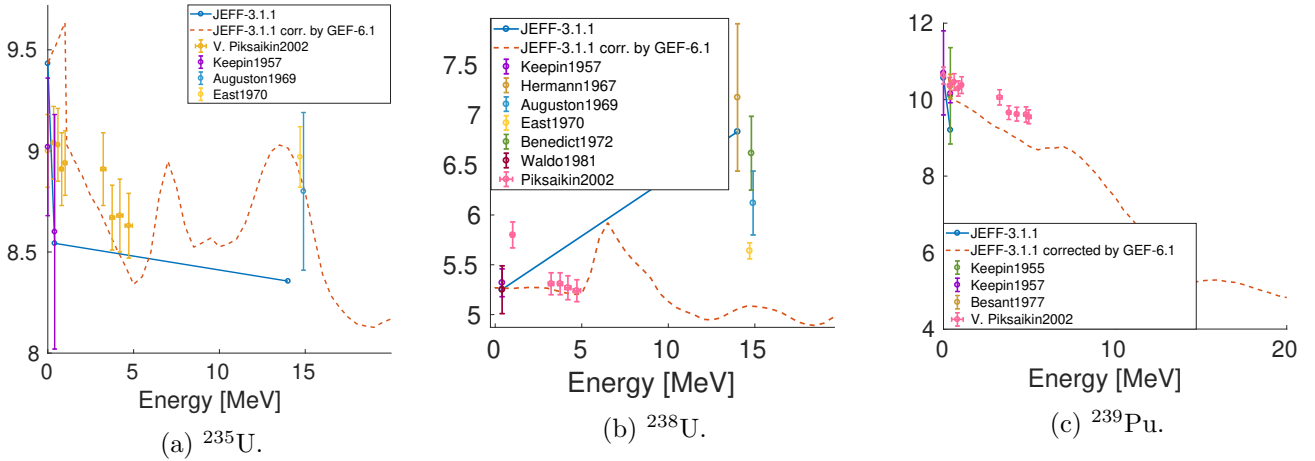 9.5
9
8.5
8
JEFF-3.1.1
JEFF-3.1.1 corr. by GEF-6.1
V. Piksaikin2002
Keepin1957
Auguston1969
East1970
0
5
10
15
Energy [MeV]
(a) ²³⁵U.
7.5
7
6.5
6
5.5
5
JEFF-3.1.1
JEFF-3.1.1 corr. by GEF-6.1
Keepin1957
Hermann1967
Auguston1969
East1970
Benedict1972
Waldo1981
Piksaikin2002
0
5
10
15
Energy [MeV]
(b) ²³⁸U.
12
10
8
6
4
JEFF-3.1.1
JEFF-3.1.1 corrected by GEF-6.1
Keepin1955
Keepin1957
Besant1977
V. Piksaikin2002
0
10
20
Energy [MeV]
(c) ²³⁹Pu.